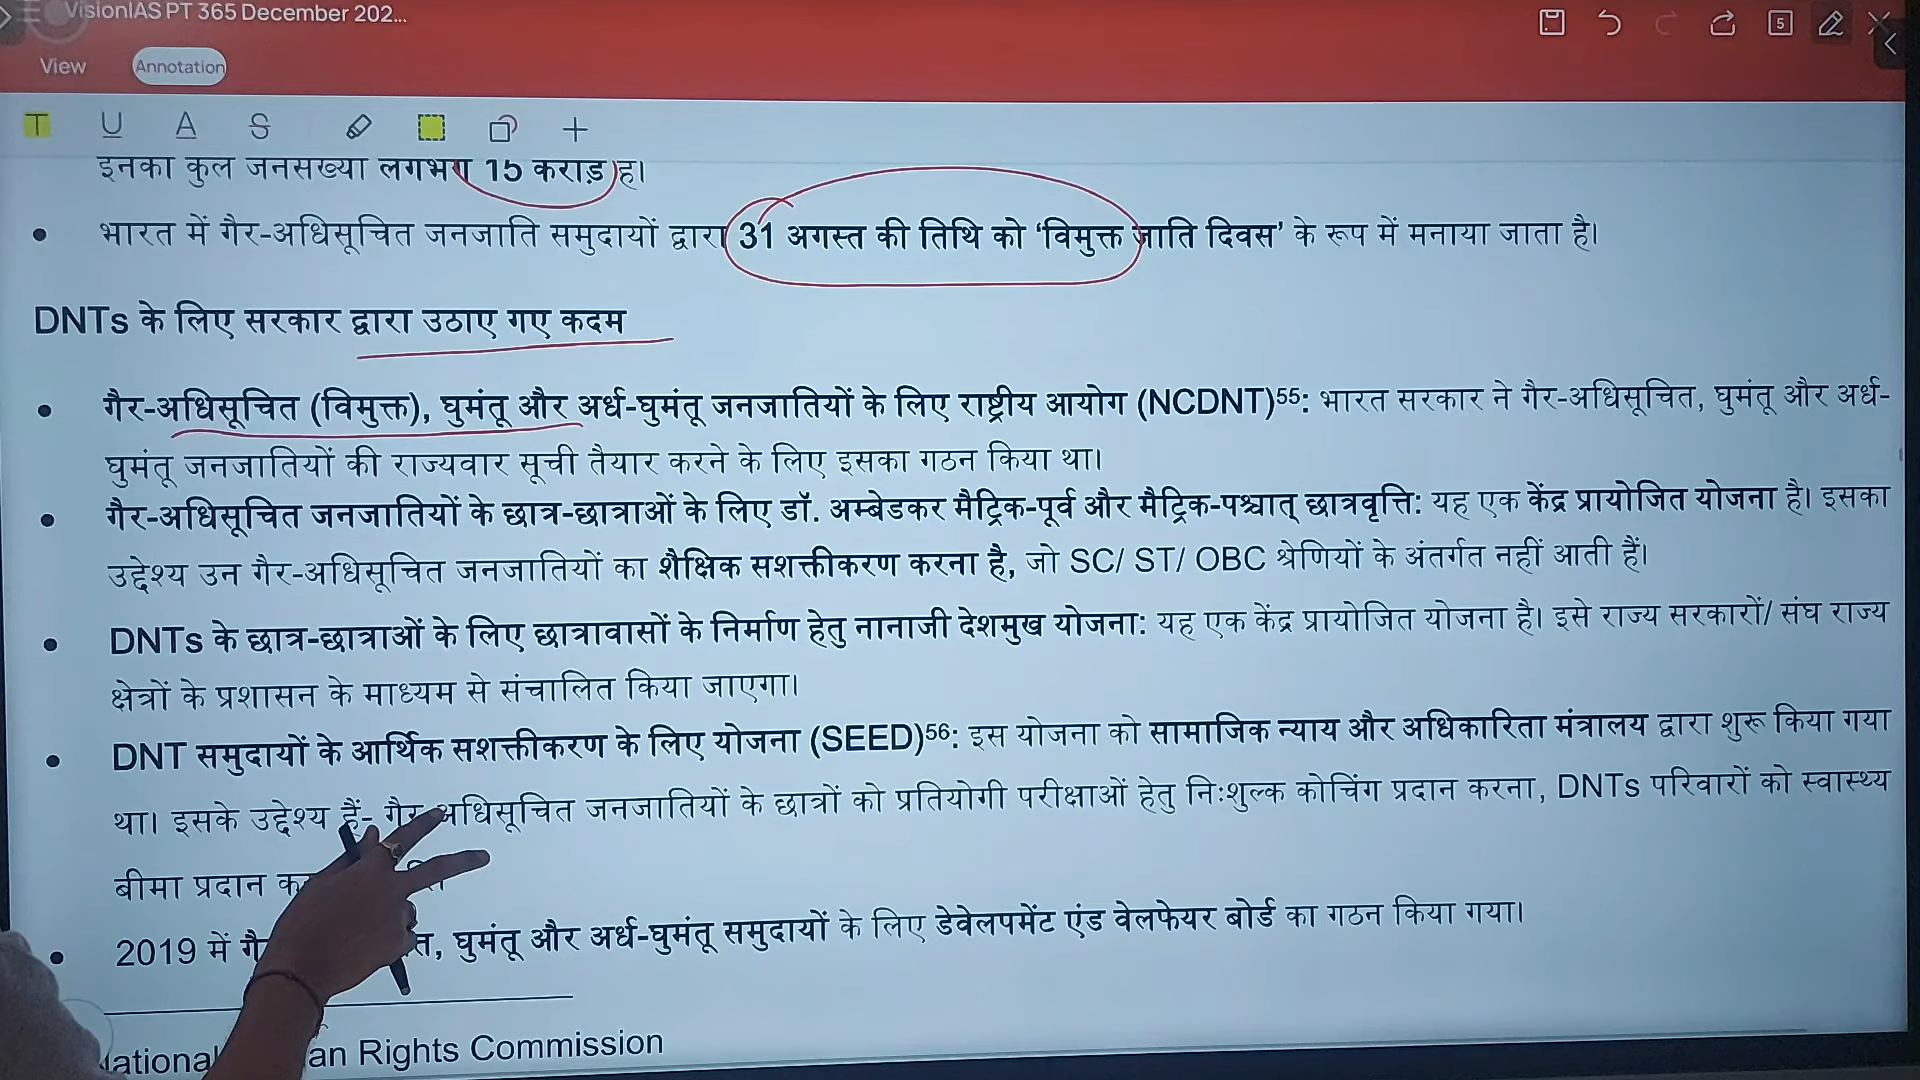 VisionIAS PT 365 December 202...
5
View
Annotation
T U A S
इनकी कुल जनसंख्या लगभग 15 करोड़ है।
• भारत में गैर-अधिसूचित जनजाति समुदायों द्वारा 31 अगस्त की तिथि को ‘विमुक्त जाति दिवस’ के रूप में मनाया जाता है।
DNTs के लिए सरकार द्वारा उठाए गए कदम
• गैर-अधिसूचित (विमुक्त), घुमंतू और अर्ध-घुमंतू जनजातियों के लिए राष्ट्रीय आयोग (NCDNT)55: भारत सरकार ने गैर-अधिसूचित, घुमंतू और अर्ध-
घुमंतू जनजातियों की राज्यवार सूची तैयार करने के लिए इसका गठन किया था।
• गैर-अधिसूचित जनजातियों के छात्र-छात्राओं के लिए डॉ. अम्बेडकर मैट्रिक-पूर्व और मैट्रिक-पश्चात् छात्रवृत्ति: यह एक केंद्र प्रायोजित योजना है। इसका
उद्देश्य उन गैर-अधिसूचित जनजातियों का शैक्षिक सशक्तीकरण करना है, जो SC/ ST/ OBC श्रेणियों के अंतर्गत नहीं आती हैं।
• DNTs के छात्र-छात्राओं के लिए छात्रावासों के निर्माण हेतु नानाजी देशमुख योजना: यह एक केंद्र प्रायोजित योजना है। इसे राज्य सरकारों/ संघ राज्य
क्षेत्रों के प्रशासन के माध्यम से संचालित किया जाएगा।
• DNT समुदायों के आर्थिक सशक्तीकरण के लिए योजना (SEED)56: इस योजना को सामाजिक न्याय और अधिकारिता मंत्रालय द्वारा शुरू किया गया
था। इसके उद्देश्य हैं- गैर-अधिसूचित जनजातियों के छात्रों को प्रतियोगी परीक्षाओं हेतु निःशुल्क कोचिंग प्रदान करना, DNTs परिवारों को स्वास्थ्य
बीमा प्रदान
• 2019 में घुमंतू और अर्ध-घुमंतू समुदायों के लिए डेवेलपमेंट एंड वेलफेयर बोर्ड का गठन किया गया।
Rights Commission